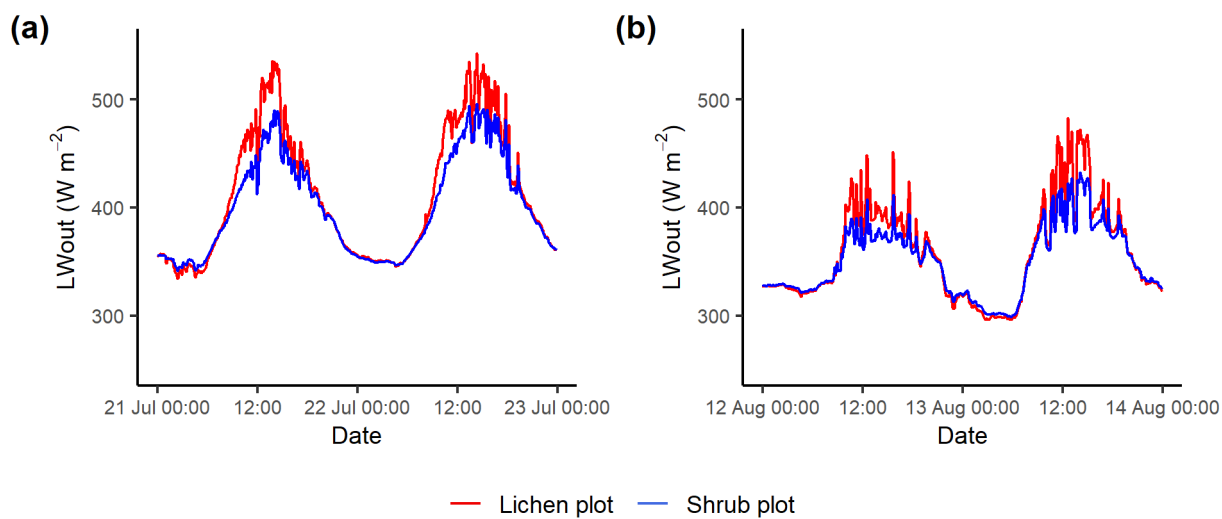 (a)
LWout (W m⁻²)
500
400
300
21 Jul 00:00 12:00 22 Jul 00:00 12:00 23 Jul 00:00
Date
(b)
LWout (W m⁻²)
500
400
300
12 Aug 00:00 12:00 13 Aug 00:00 12:00 14 Aug 00:00
Date
Lichen plot Shrub plot